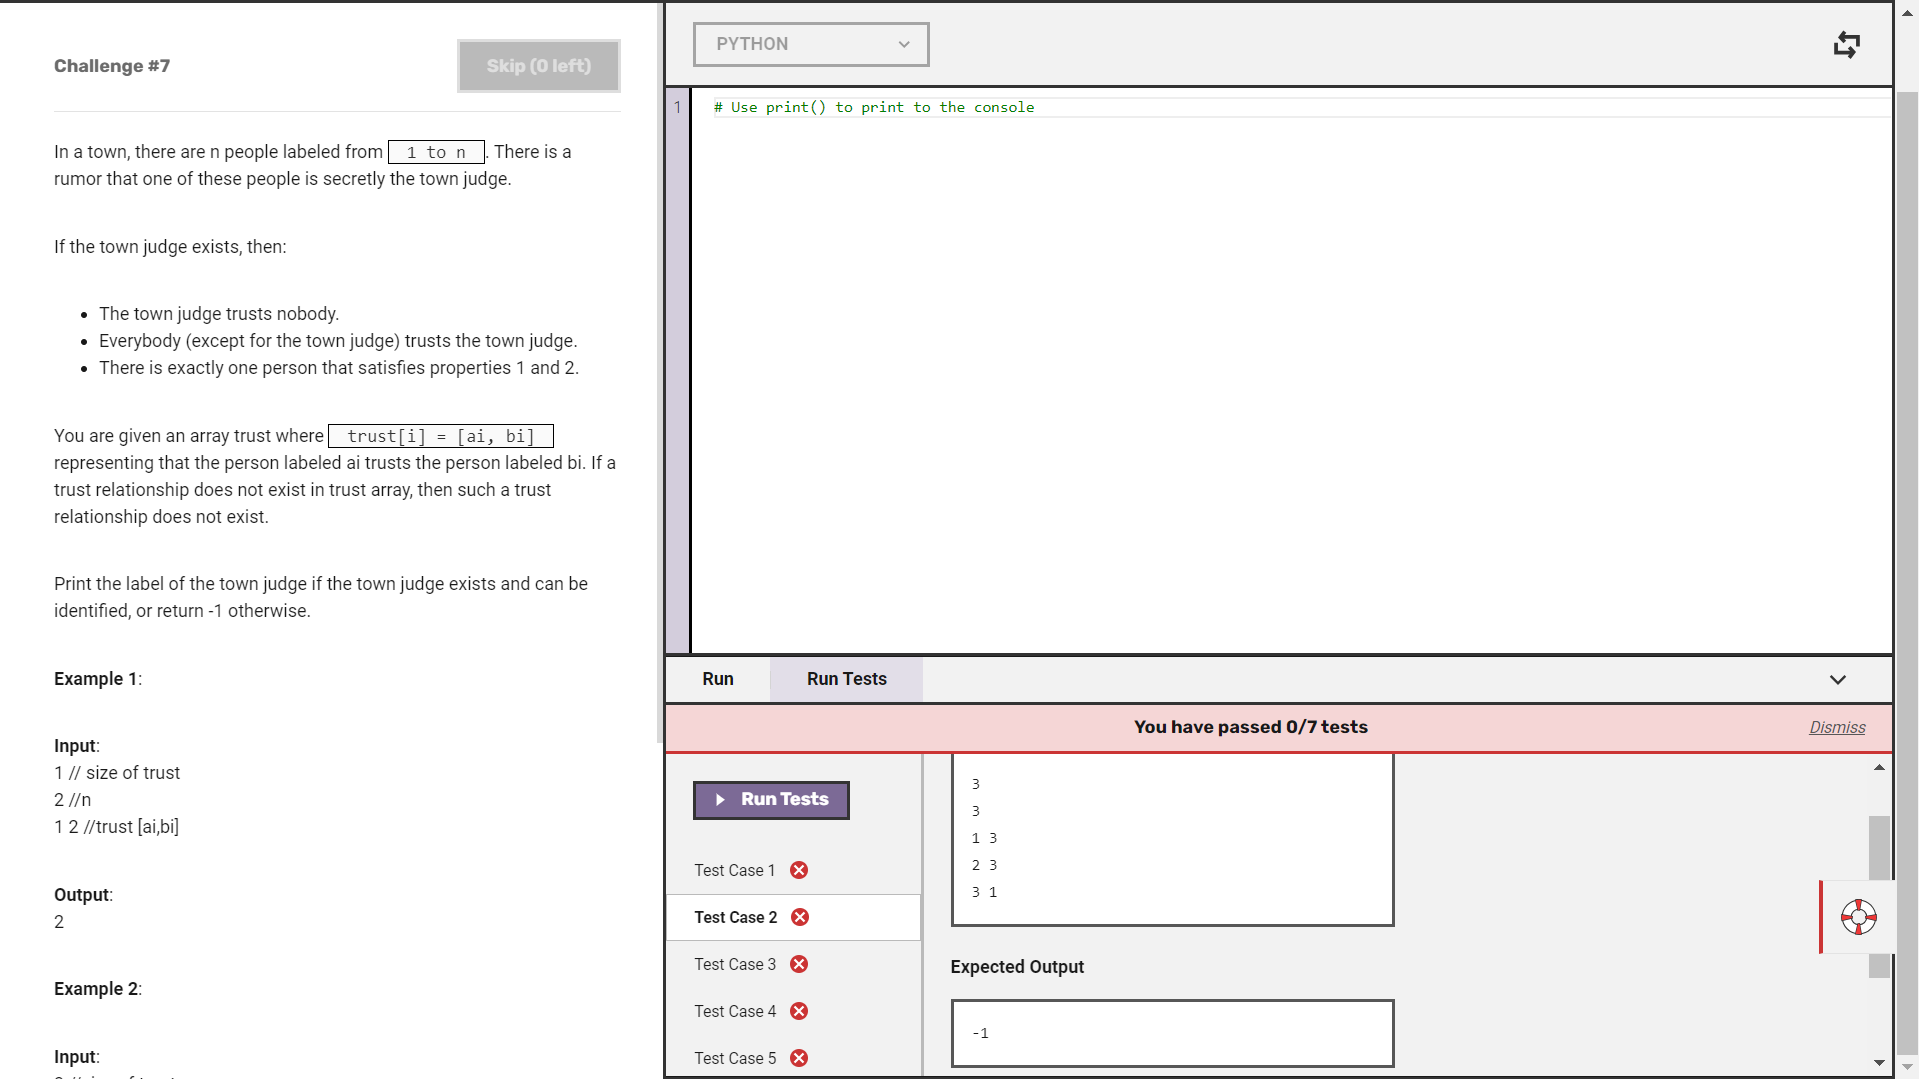 Challenge #7
Skip (0 left)
In a town, there are n people labeled from 1 to n . There is a
rumor that one of these people is secretly the town judge.
If the town judge exists, then:
The town judge trusts nobody.
Everybody (except for the town judge) trusts the town judge.
There is exactly one person that satisfies properties 1 and 2.
You are given an array trust where trust[i] = [ai, bi]
representing that the person labeled ai trusts the person labeled bi. If a
trust relationship does not exist in trust array, then such a trust
relationship does not exist.
Print the label of the town judge if the town judge exists and can be
identified, or return -1 otherwise.
Example 1:
Input:
1 // size of trust
2 //n
1 2 //trust [ai,bi]
Output:
2
Example 2:
Input:
PYTHON
1
# Use print() to print to the console
Run
Run Tests
You have passed 0/7 tests
Dismiss
Run Tests
Test Case 1
Test Case 2
Test Case 3
Test Case 4
Test Case 5
3
3
1 3
2 3
3 1
Expected Output
-1